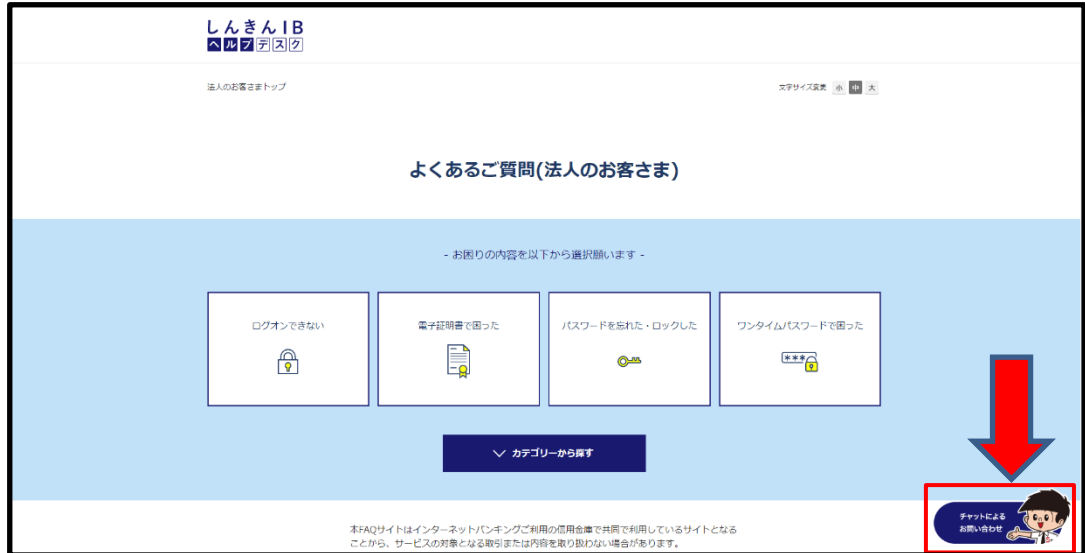 しんきんIB
ヘルプデスク
法人のお客さまトップ
文字サイズ変更 小 中 大
よくあるご質問(法人のお客さま)
- お困りの内容を以下から選択願います -
ログオンできない
電子証明書で困った
パスワードを忘れた・ロックした
ワンタイムパスワードで困った
***
カテゴリーから探す
チャットによる
お問い合わせ
本FAQサイトはインターネットバンキングご利用の信用金庫で共同で利用しているサイトとなる
ことから、サービスの対象となる取引または内容を取り扱わない場合があります。